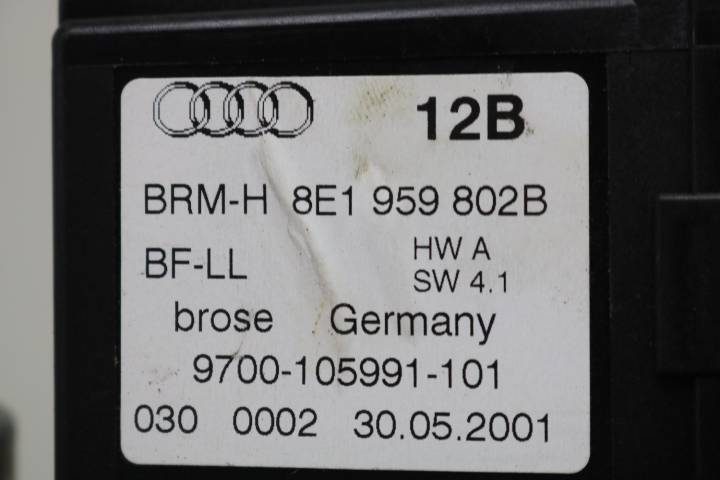 12B
BRM-H 8E1 959 802B
BF-LL HW A
SW 4.1
brose Germany
9700-105991-101
030 0002 30.05.2001